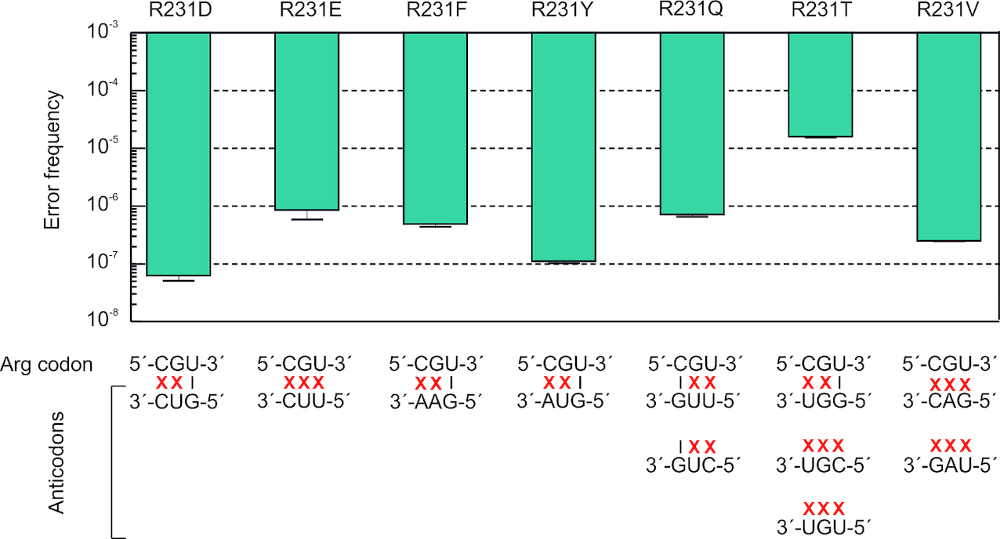 R231D R231E R231F R231Y R231Q R231T R231V
Error frequency
10-3
10-4
10-5
10-6
10-7
10-8
Arg codon 5´-CGU-3´ 5´-CGU-3´ 5´-CGU-3´ 5´-CGU-3´ 5´-CGU-3´ 5´-CGU-3´ 5´-CGU-3´
XX I XXX XX I XX I I XX XX I XXX
Anticodons
3´-CUG-5´ 3´-CUU-5´ 3´-AAG-5´ 3´-AUG-5´ 3´-GUU-5´ 3´-UGG-5´ 3´-CAG-5´
I XX XXX XXX
3´-GUC-5´ 3´-UGC-5´ 3´-GAU-5´
XXX
3´-UGU-5´